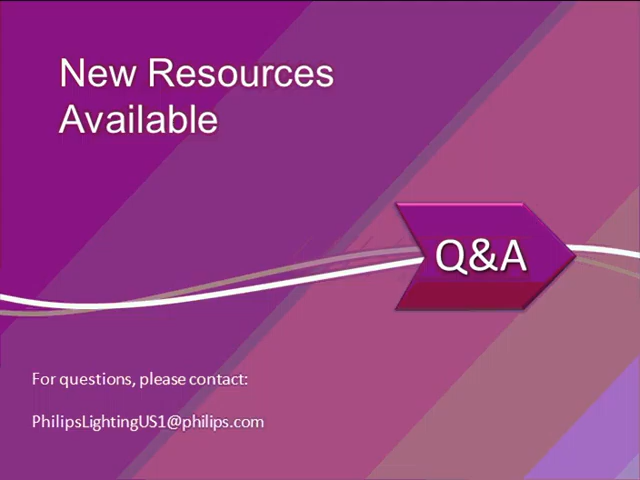 New Resources
Available
Q&A
For questions, please contact:
PhilipsLightingUS1@philips.com